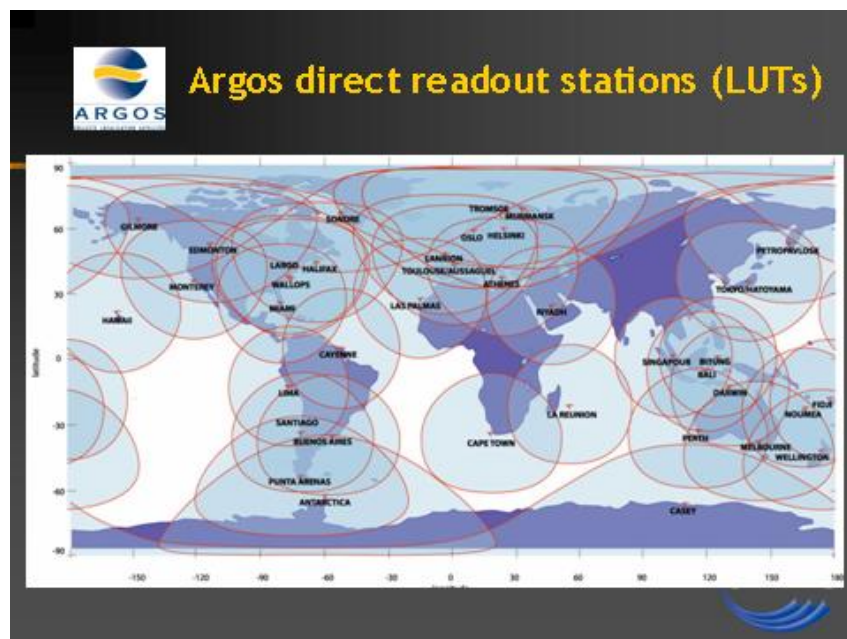 Argos direct readout stations (LUTs)
ARGOS
90
60
30
0
-30
-60
-90
latitude
GILMORE
EDMONTON
MONTEREY
HAWAII
SONDRE
LARGO
HALIFAX
WALLOPS
MIAMI
CAYENNE
LIMA
SANTIAGO
BUENOS AIRES
PUNTA ARENAS
ANTARCTICA
TROMSOE
MURMANSK
OSLO
HELSINKI
LANNION
TOULOUSE/AUSSAGUEL
ATHENES
LAS PALMAS
RIYADH
CAPE TOWN
LA REUNION
PETROPAVLOSK
TOKYO/HATOYAMA
SINGAPOUR
BITUNG
BALI
DARWIN
FIDJI
NOUMEA
PERTH
MELBOURNE
WELLINGTON
CASEY
-150
-120
-90
-60
-30
0
30
60
90
120
150
180